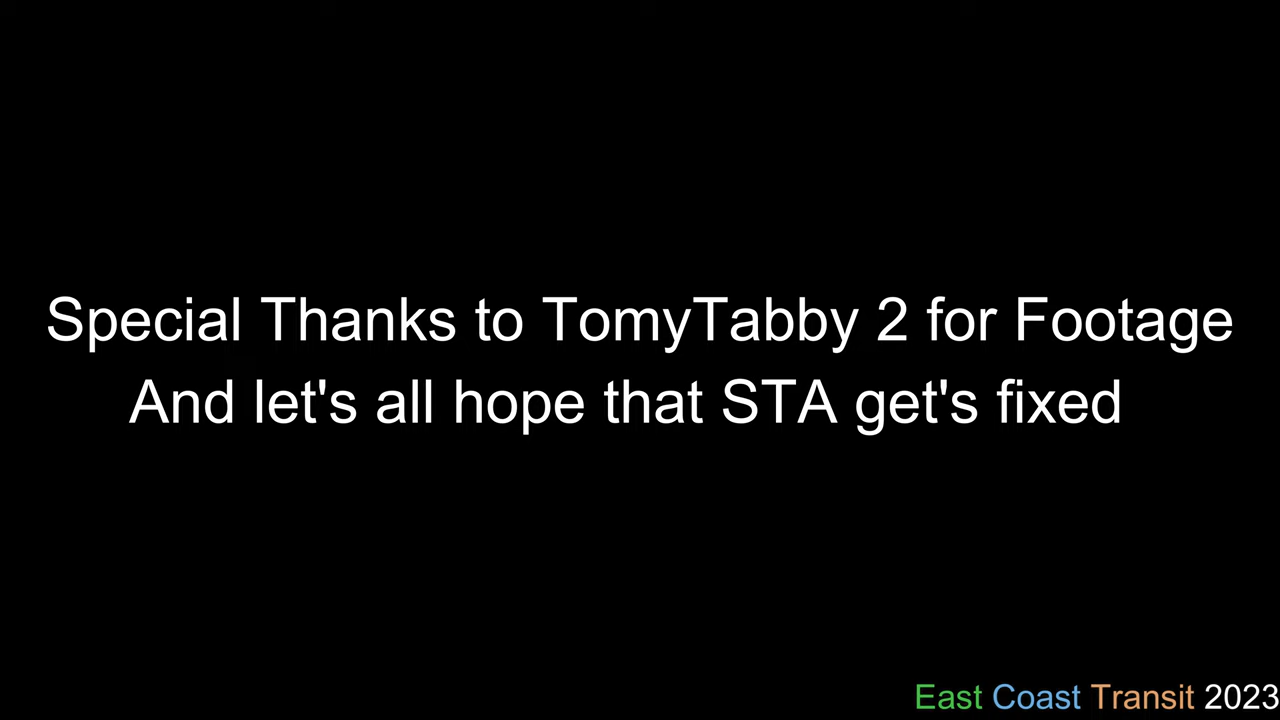 Special Thanks to TomyTabby 2 for Footage
And let's all hope that STA get's fixed
East Coast Transit 2023